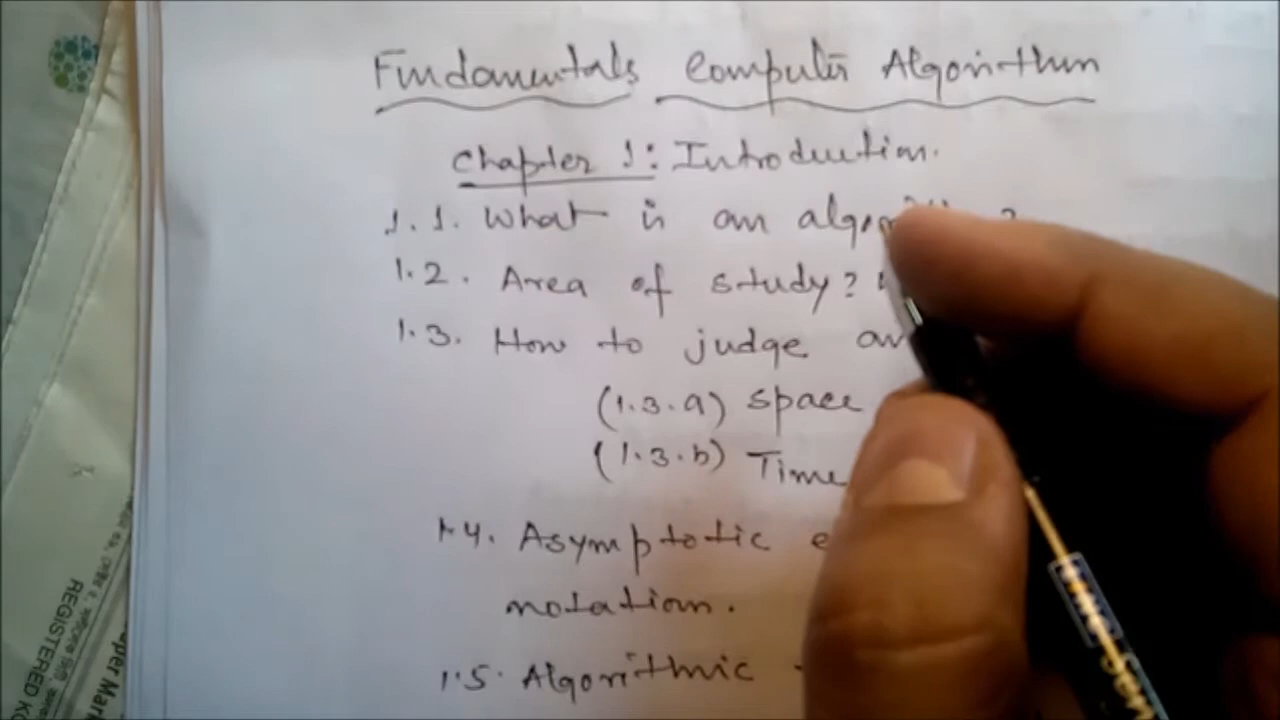 Fundamentals Computer Algorithm
Chapter 1: Introduction.
1.1. What is an
1.2. Area of study?
1.3. How to judge
(1.3.a) Space
(1.3.b) Time
1.4. Asymptotic
notation.
1.5. Algorithmic
REGISTERED